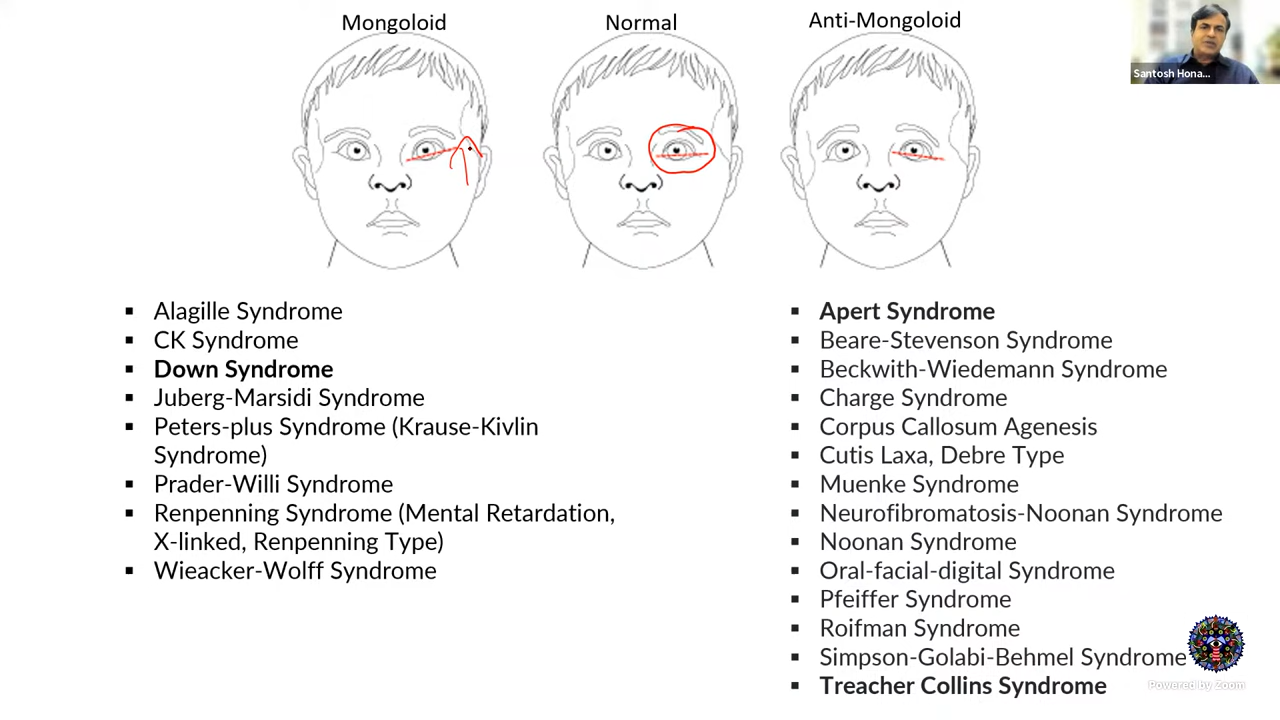 Mongoloid
Normal
Anti-Mongoloid
Santosh Hona...
▪ Alagille Syndrome
▪ CK Syndrome
▪ Down Syndrome
▪ Juberg-Marsidi Syndrome
▪ Peters-plus Syndrome (Krause-Kivlin
Syndrome)
▪ Prader-Willi Syndrome
▪ Renpenning Syndrome (Mental Retardation,
X-linked, Renpenning Type)
▪ Wieacker-Wolff Syndrome
▪ Apert Syndrome
▪ Beare-Stevenson Syndrome
▪ Beckwith-Wiedemann Syndrome
▪ Charge Syndrome
▪ Corpus Callosum Agenesis
▪ Cutis Laxa, Debre Type
▪ Muenke Syndrome
▪ Neurofibromatosis-Noonan Syndrome
▪ Noonan Syndrome
▪ Oral-facial-digital Syndrome
▪ Pfeiffer Syndrome
▪ Roifman Syndrome
▪ Simpson-Golabi-Behmel Syndrome
▪ Treacher Collins Syndrome
Powered by Zoom